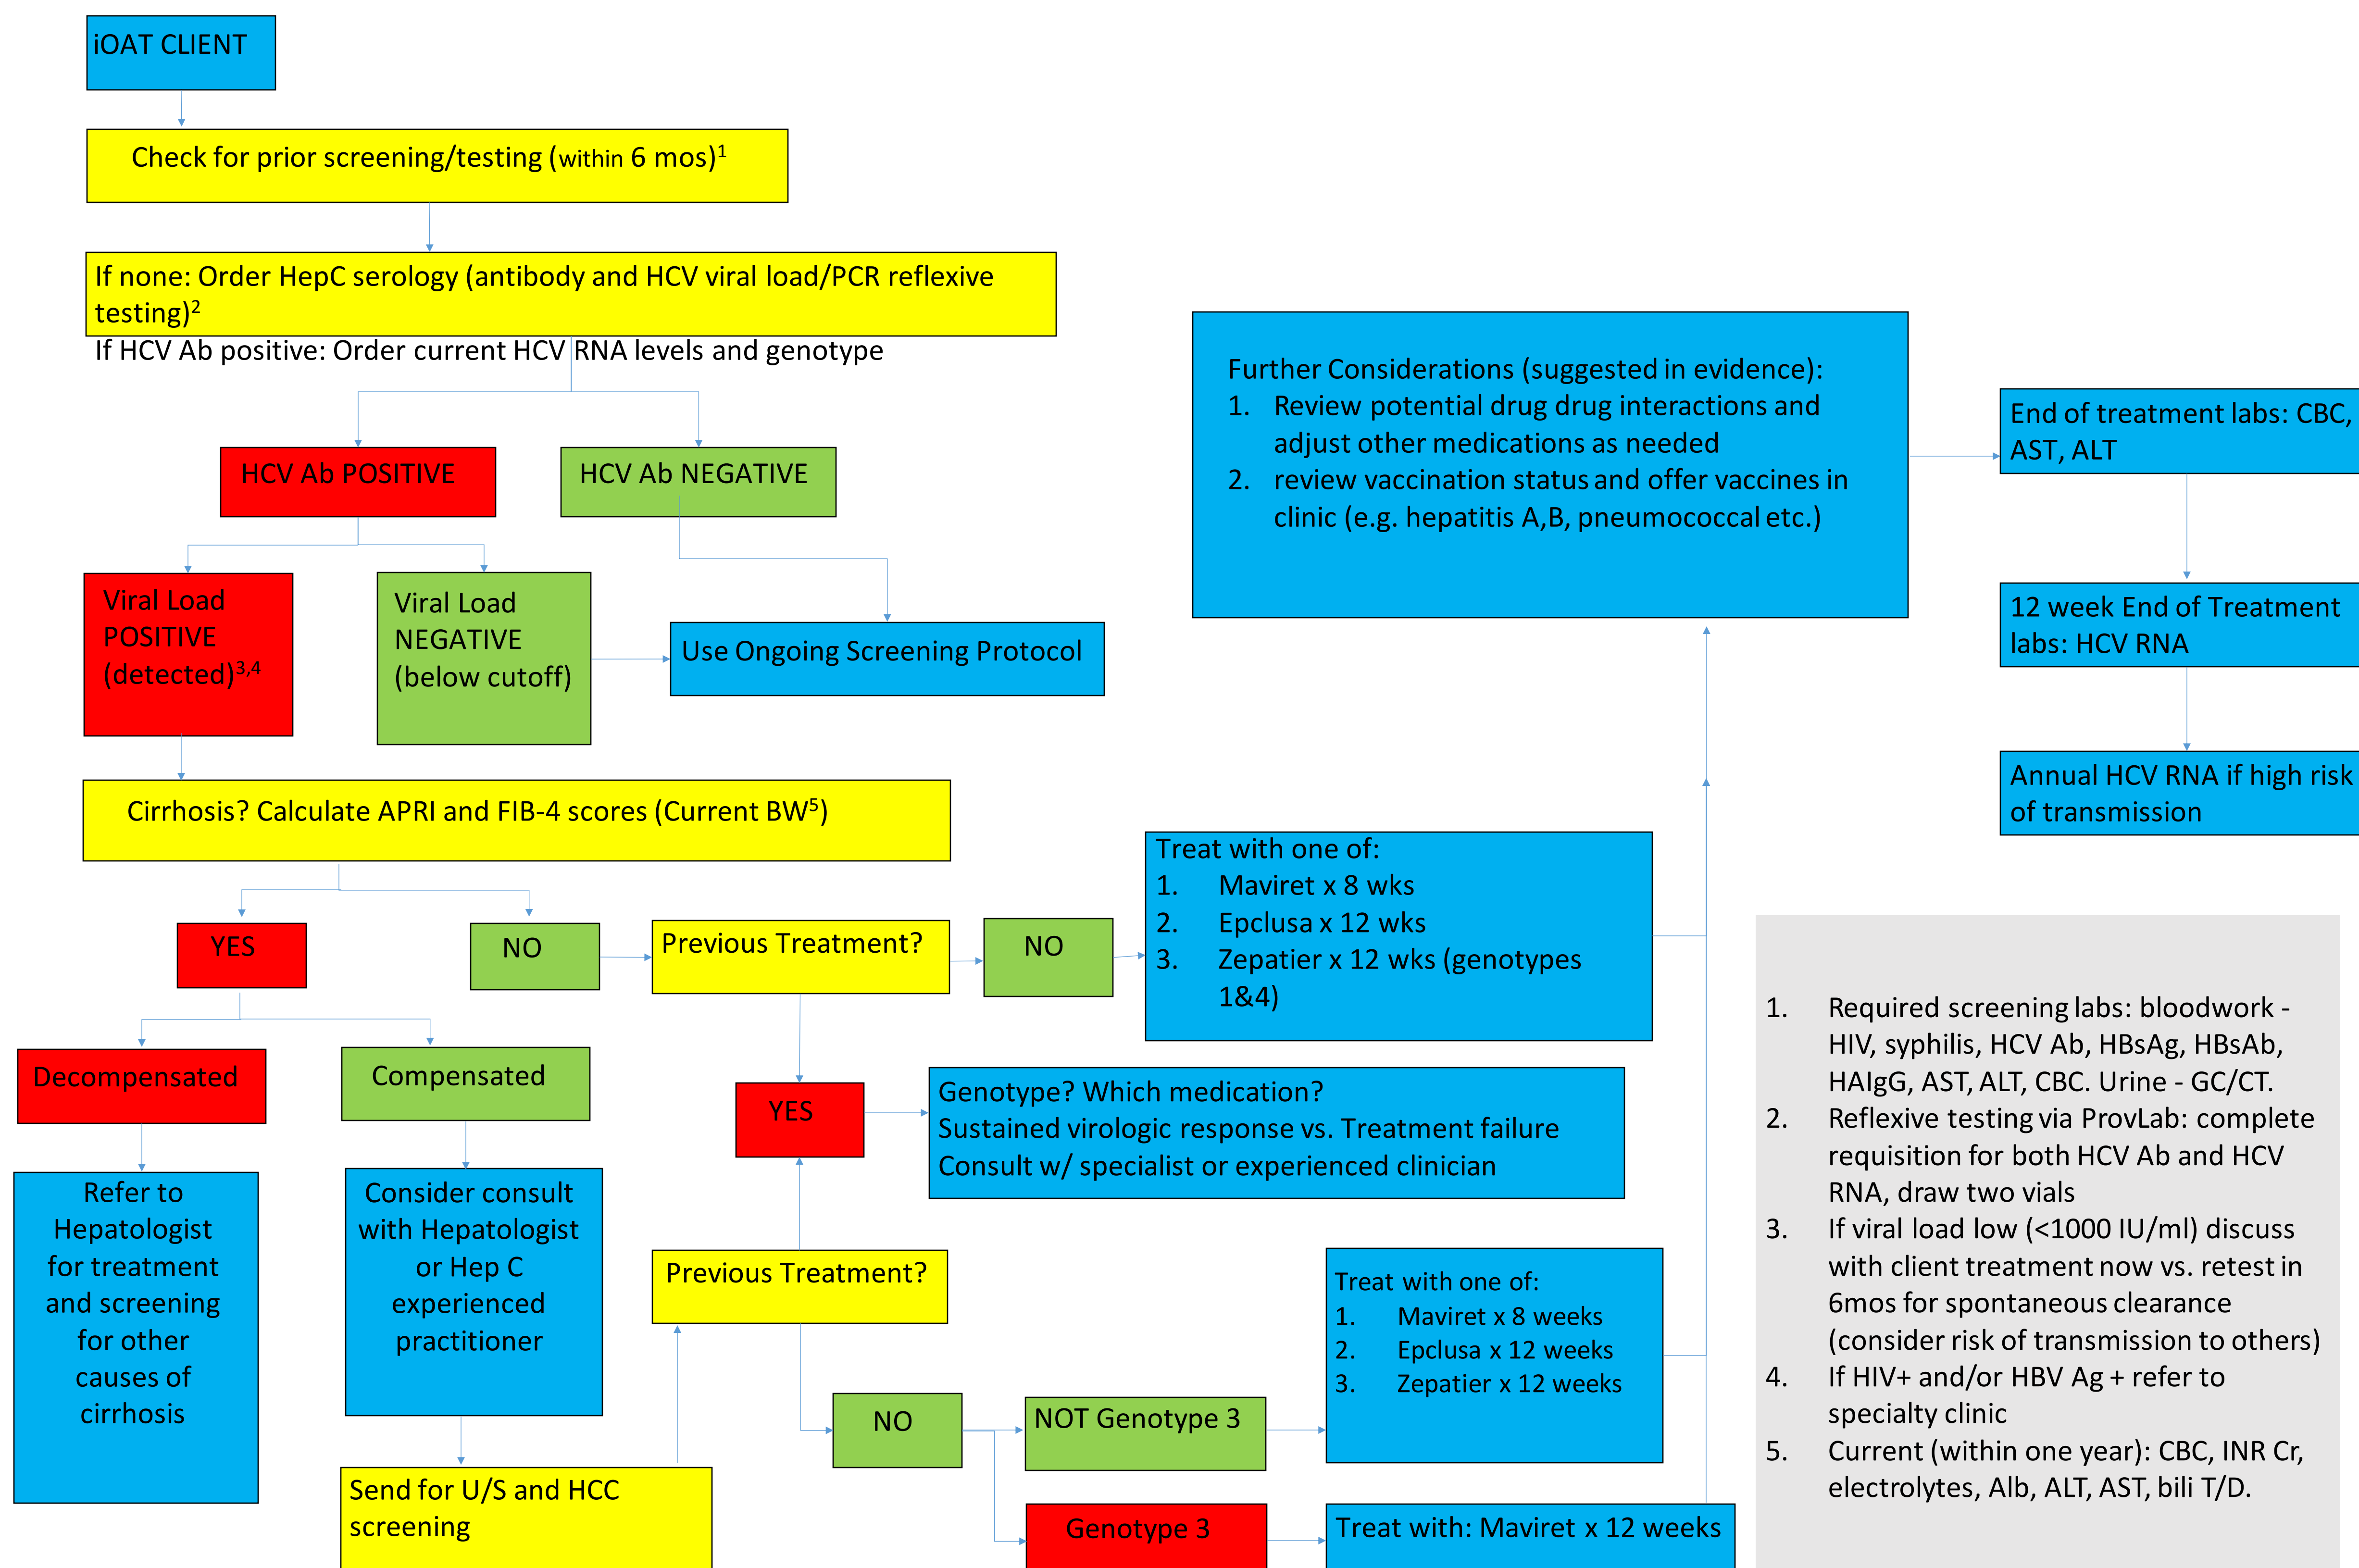 iOAT CLIENT
Check for prior screening/testing (within 6 mos)1
If none: Order HepC serology (antibody and HCV viral load/PCR reflexive
testing)2
If HCV Ab positive: Order current HCV RNA levels and genotype
HCV Ab POSITIVE
HCV Ab NEGATIVE
Viral Load
POSITIVE
(detected)3,4
Viral Load
NEGATIVE
(below cutoff)
Use Ongoing Screening Protocol
Cirrhosis? Calculate APRI and FIB-4 scores (Current BW5)
YES
NO
Previous Treatment?
NO
Treat with one of:
1. Maviret x 8 wks
2. Epclusa x 12 wks
3. Zepatier x 12 wks (genotypes
1&4)
Decompensated
Compensated
YES
Genotype? Which medication?
Sustained virologic response vs. Treatment failure
Consult w/ specialist or experienced clinician
Refer to
Hepatologist
for treatment
and screening
for other
causes of
cirrhosis
Consider consult
with Hepatologist
or Hep C
experienced
practitioner
Send for U/S and HCC
screening
Previous Treatment?
NO
NOT Genotype 3
Treat with one of:
1. Maviret x 8 weeks
2. Epclusa x 12 weeks
3. Zepatier x 12 weeks
Genotype 3
Treat with: Maviret x 12 weeks
Further Considerations (suggested in evidence):
1. Review potential drug drug interactions and
adjust other medications as needed
2. review vaccination status and offer vaccines in
clinic (e.g. hepatitis A,B, pneumococcal etc.)
End of treatment labs: CBC,
AST, ALT
12 week End of Treatment
labs: HCV RNA
Annual HCV RNA if high risk
of transmission
1. Required screening labs: bloodwork -
HIV, syphilis, HCV Ab, HBsAg, HBsAb,
HAIgG, AST, ALT, CBC. Urine - GC/CT.
2. Reflexive testing via ProvLab: complete
requisition for both HCV Ab and HCV
RNA, draw two vials
3. If viral load low (<1000 IU/ml) discuss
with client treatment now vs. retest in
6mos for spontaneous clearance
(consider risk of transmission to others)
4. If HIV+ and/or HBV Ag + refer to
specialty clinic
5. Current (within one year): CBC, INR Cr,
electrolytes, Alb, ALT, AST, bili T/D.